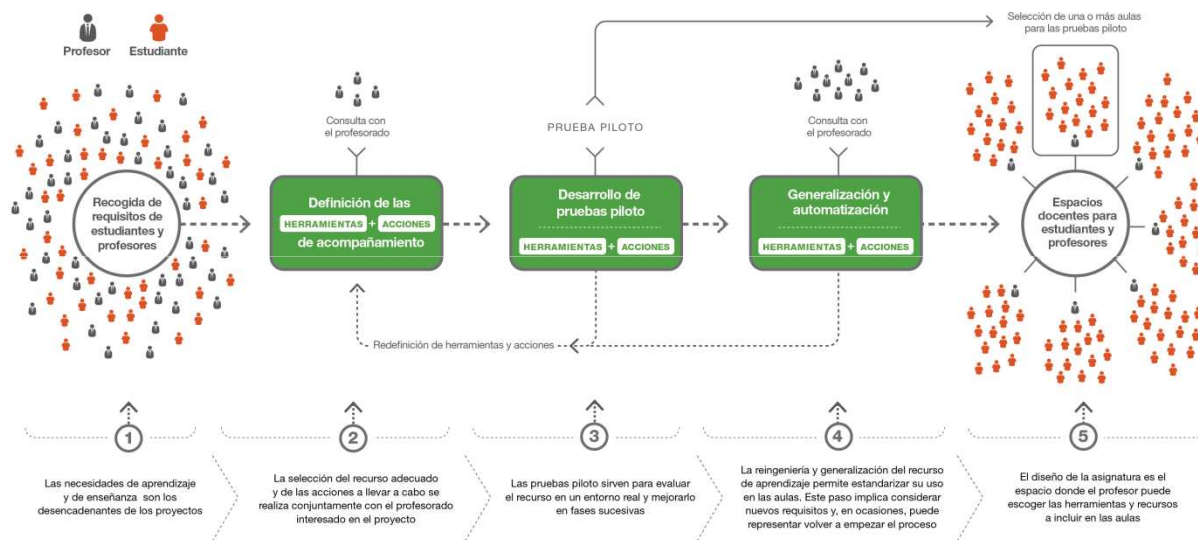 Profesor
Estudiante
Recogida de
requisitos de
estudiantes y
profesores
Consulta con
el profesorado
Definición de las
HERRAMIENTAS + ACCIONES
de acompañamiento
PRUEBA PILOTO
Desarrollo de
pruebas piloto
HERRAMIENTAS + ACCIONES
Consulta con
el profesorado
Generalización y
automatización
HERRAMIENTAS + ACCIONES
Selección de una o más aulas
para las pruebas piloto
Espacios
docentes para
estudiantes y
profesores
Redefinición de herramientas y acciones
1
Las necesidades de aprendizaje
y de enseñanza son los
desencadenantes de los proyectos
2
La selección del recurso adecuado
y de las acciones a llevar a cabo se
realiza conjuntamente con el profesorado
interesado en el proyecto
3
Las pruebas piloto sirven para evaluar
el recurso en un entorno real y mejorarlo
en fases sucesivas
4
La reingeniería y generalización del recurso
de aprendizaje permite estandarizar su uso
en las aulas. Este paso implica considerar
nuevos requisitos y, en ocasiones, puede
representar volver a empezar el proceso
5
El diseño de la asignatura es el
espacio donde el profesor puede
escoger las herramientas y recursos
a incluir en las aulas